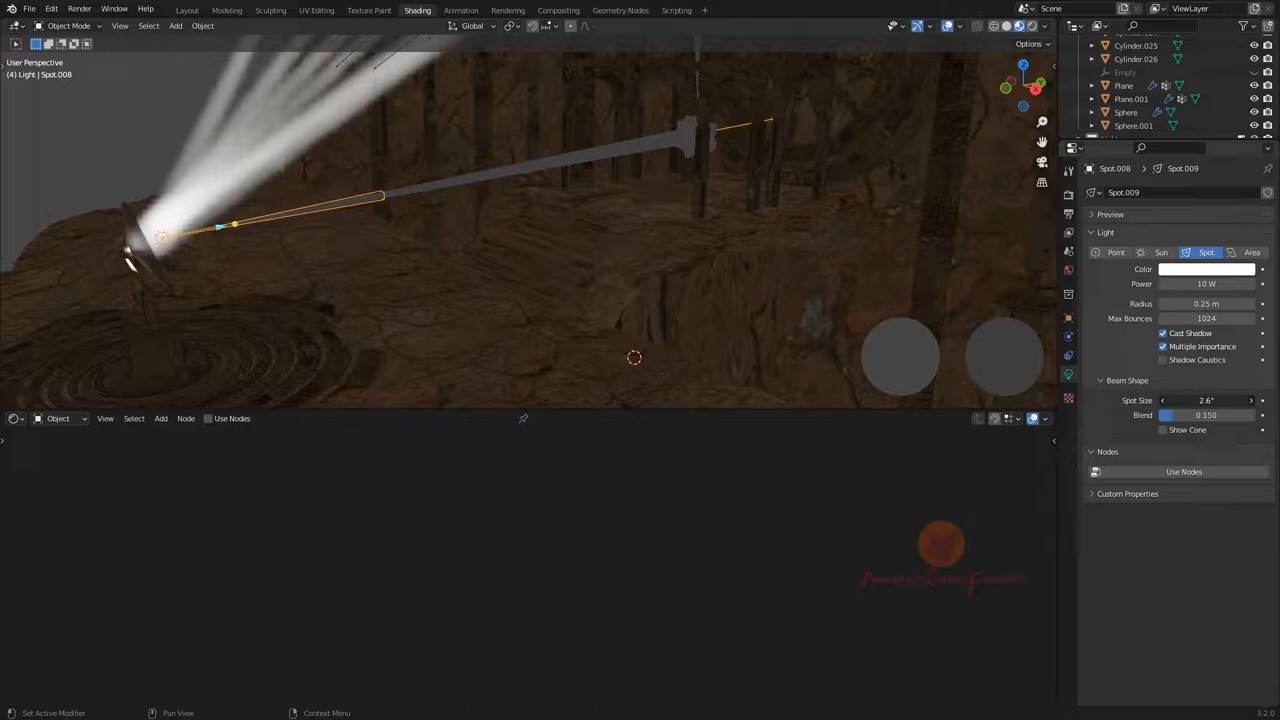 File Edit Render Window Help Layout Modeling Sculpting UV Editing Texture Paint Shading Animation Rendering Compositing Geometry Nodes Scripting + Scene ViewLayer
Object Mode View Select Add Object Global
Options
User Perspective
(4) Light | Spot.008
Cylinder.025
Cylinder.026
Empty
Plane
Plane.001
Sphere
Sphere.001
Spot.008 > Spot.009
Spot.009
Preview
Light
Point Sun Spot Area
Color
Power 10 W
Radius 0.25 m
Max Bounces 1024
Cast Shadow
Multiple Importance
Shadow Caustics
Beam Shape
Spot Size 2.6°
Blend 0.150
Show Cone
Nodes
Use Nodes
Custom Properties
Object View Select Add Node Use Nodes
Set Active Modifier Pan View Context Menu 3.2.0